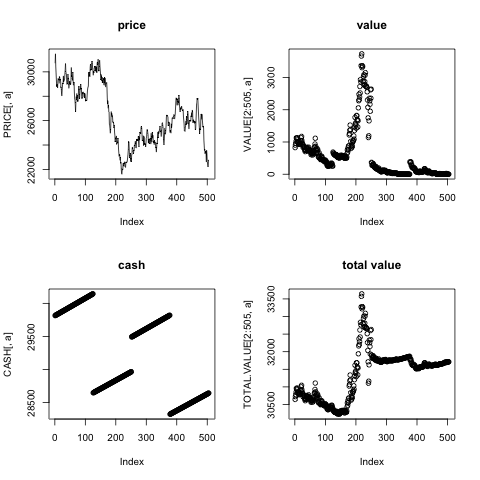 price
PRICE[, a]
22000 26000 30000
0 100 200 300 400 500
Index
value
VALUE[2:505, a]
0 1000 3000
0 100 200 300 400 500
Index
cash
CASH[, a]
28500 29500
0 100 200 300 400 500
Index
total value
TOTAL.VALUE[2:505, a]
30500 32000 33500
0 100 200 300 400 500
Index